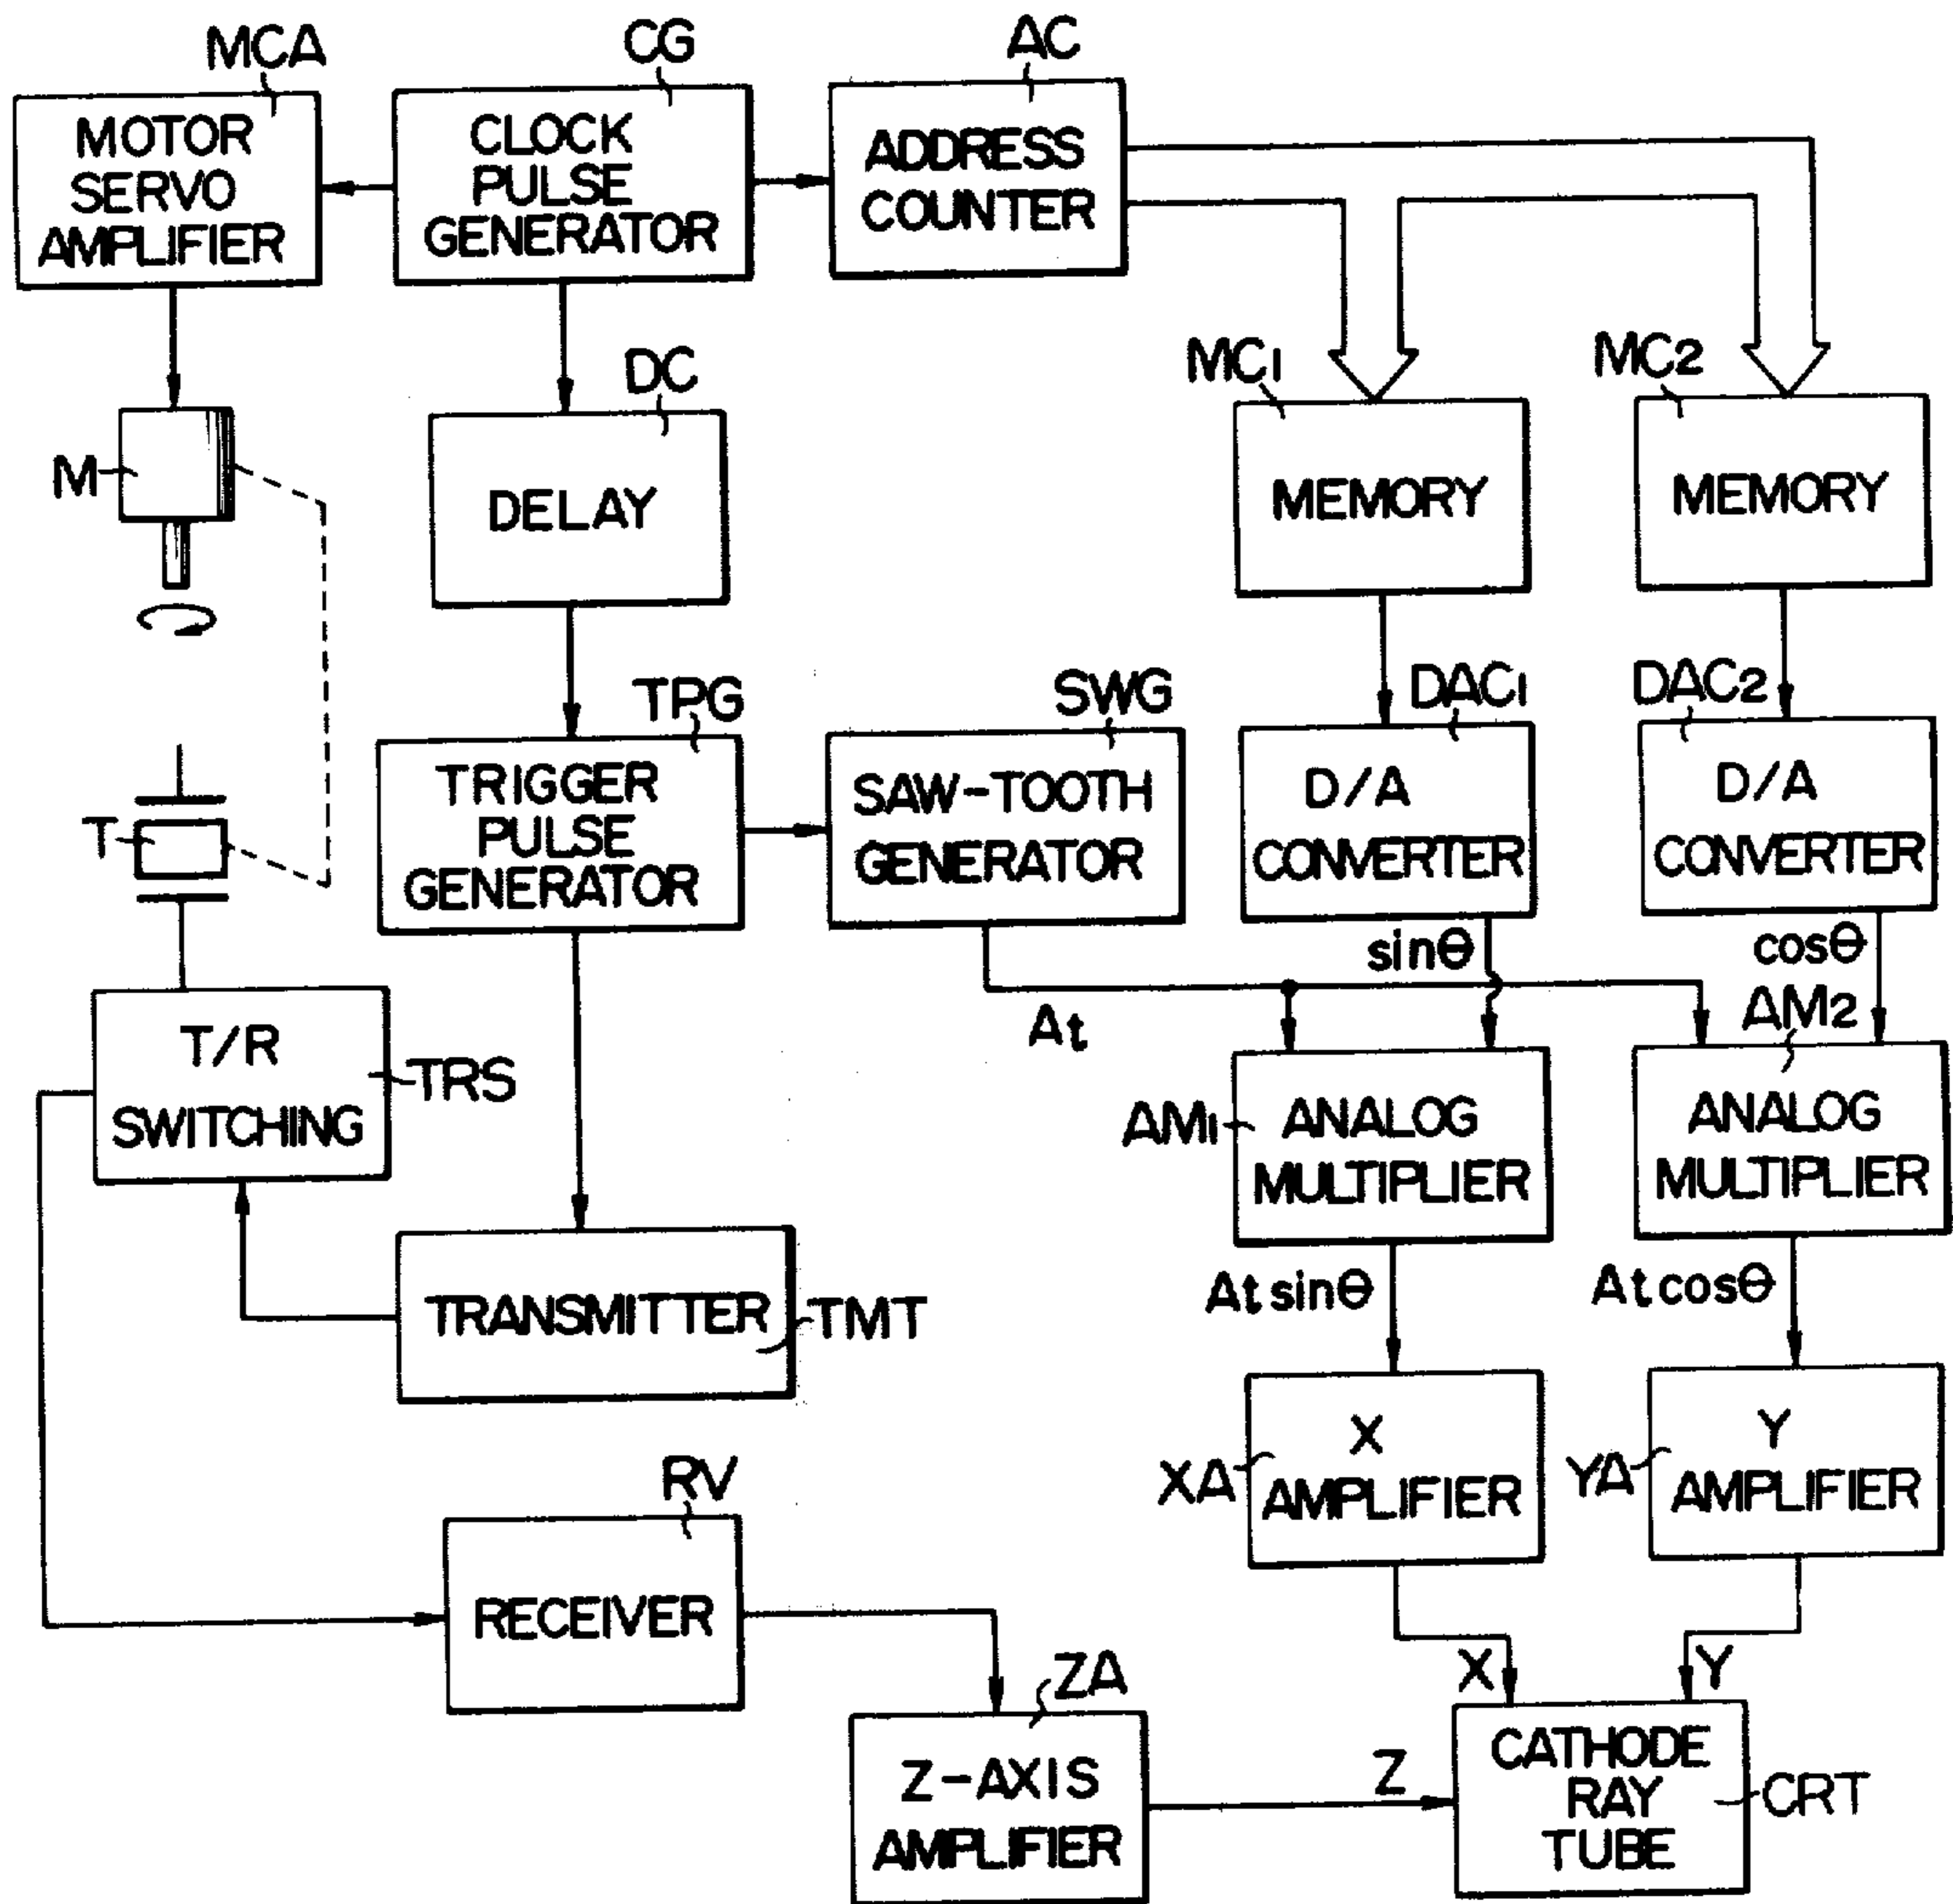 MCA
CG
AC
MOTOR
SERVO
AMPLIFIER
CLOCK
PULSE
GENERATOR
ADDRESS
COUNTER
DC
MC1
MC2
M
DELAY
MEMORY
MEMORY
TPG
SWG
DAC1
DAC2
T
TRIGGER
PULSE
GENERATOR
SAW-TOOTH
GENERATOR
D/A
CONVERTER
D/A
CONVERTER
sinθ
cosθ
At
AM2
T/R
SWITCHING
TRS
AM1
ANALOG
MULTIPLIER
ANALOG
MULTIPLIER
TRANSMITTER
TMT
At sinθ
At cosθ
X
AMPLIFIER
XA
Y
AMPLIFIER
YA
RV
RECEIVER
X
Y
ZA
Z-AXIS
AMPLIFIER
Z
CATHODE
RAY
TUBE
CRT